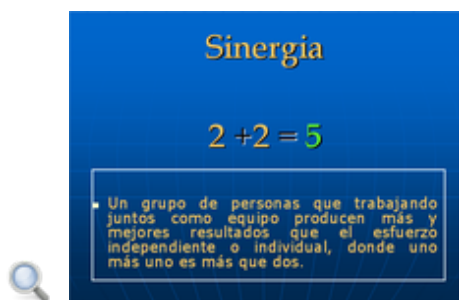 Sinergia
2 +2 = 5
Un grupo de personas que trabajando
juntos como equipo producen más y
mejores resultados que el esfuerzo
independiente o individual, donde uno
más uno es más que dos.